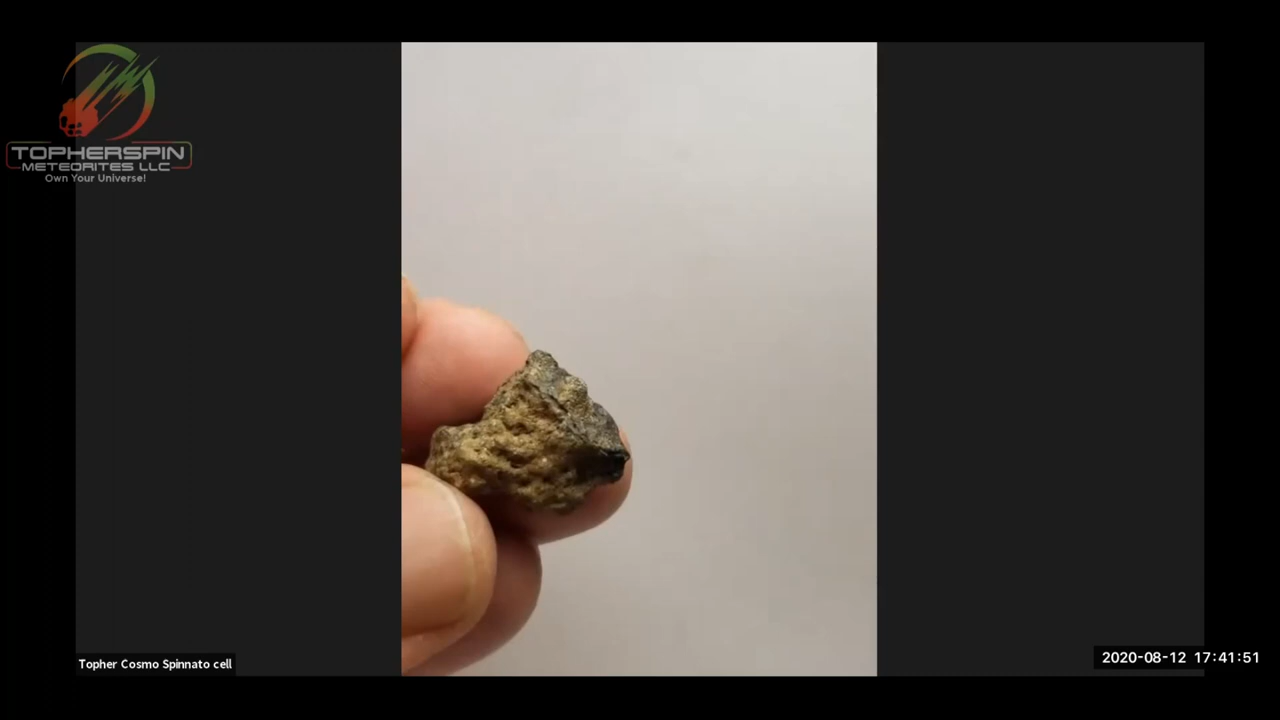 TOPHERSPIN
METEORITES LLC
Own Your Universe!
Topher Cosmo Spinnato cell
2020-08-12 17:41:51